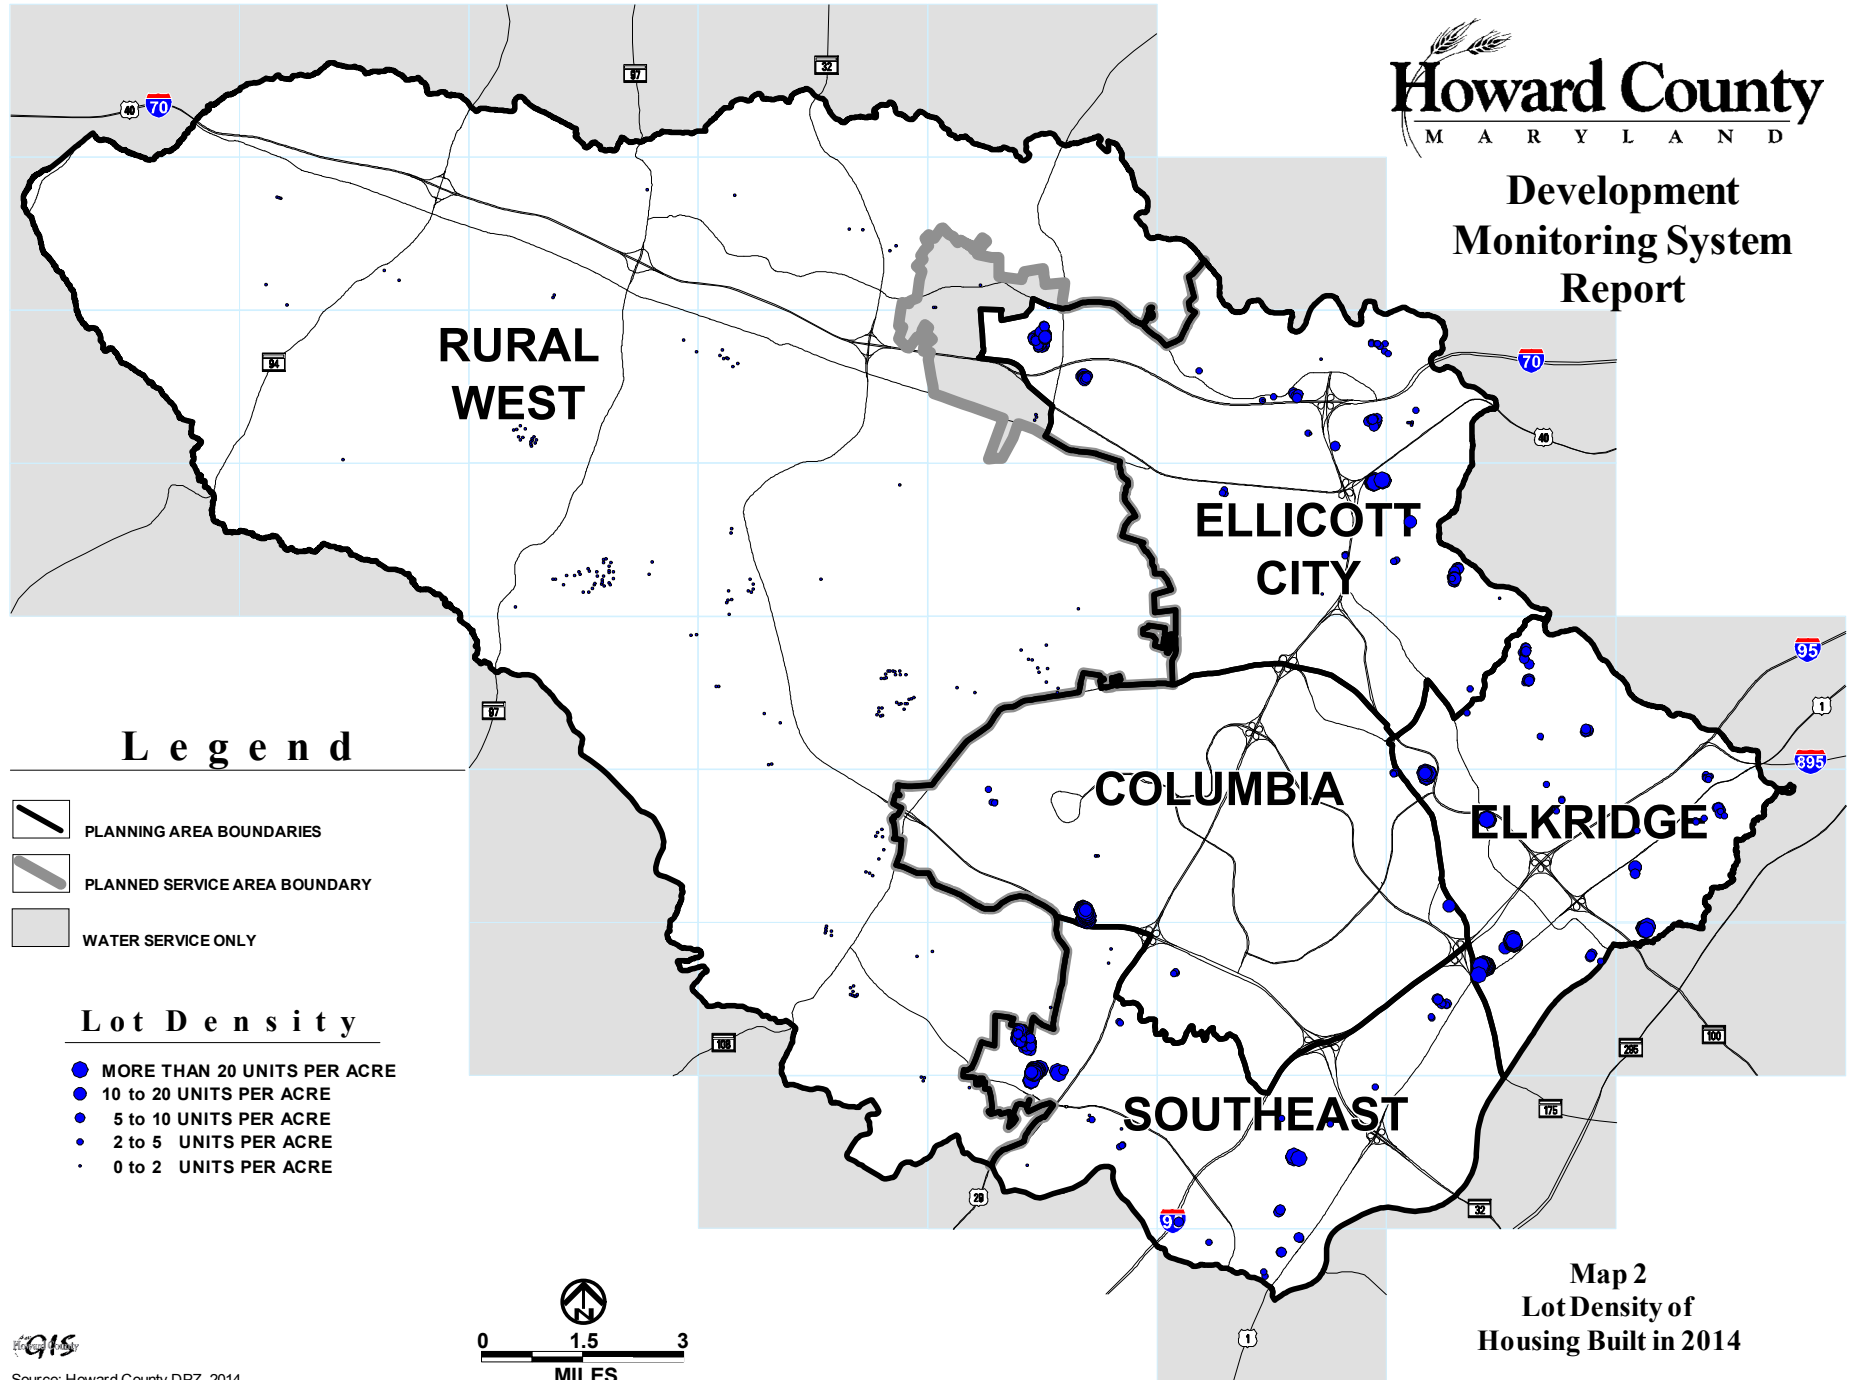 Howard County
MARYLAND
Development
Monitoring System
Report
40
70
97
32
94
RURAL
WEST
70
40
ELLICOTT
CITY
95
1
895
97
Legend
PLANNING AREA BOUNDARIES
PLANNED SERVICE AREA BOUNDARY
WATER SERVICE ONLY
COLUMBIA
ELKRIDGE
Lot Density
MORE THAN 20 UNITS PER ACRE
10 to 20 UNITS PER ACRE
5 to 10 UNITS PER ACRE
2 to 5 UNITS PER ACRE
0 to 2 UNITS PER ACRE
108
295
100
175
SOUTHEAST
29
32
1
N
0 1.5 3
MILES
Map 2
Lot Density of
Housing Built in 2014
Howard County
GIS
Source: Howard County DPZ, 2014